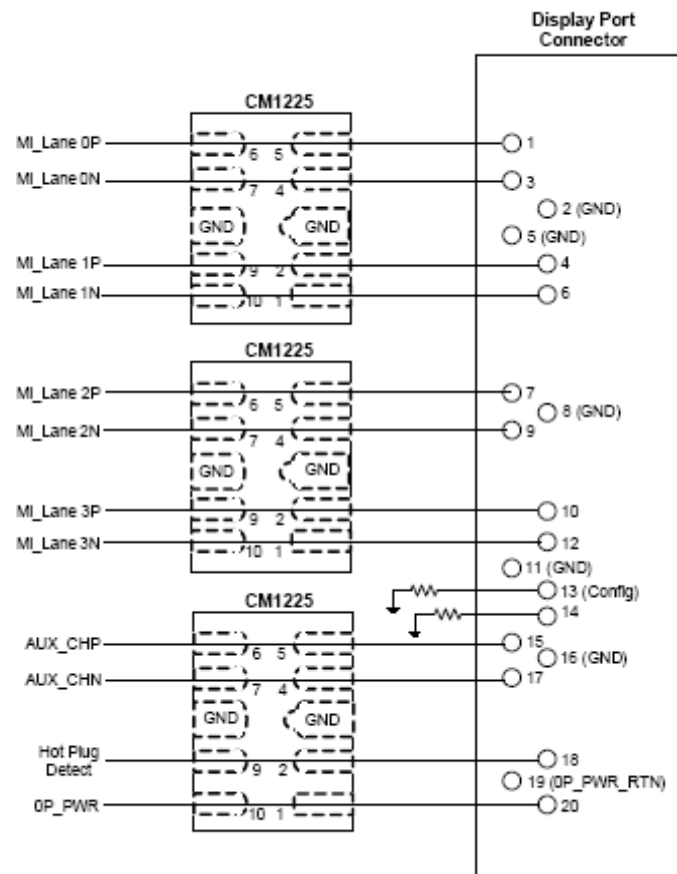 Display Port
Connector
CM1225
MI_Lane 0P 6 5 1
MI_Lane 0N 7 4 3
2 (GND)
GND GND 5 (GND)
MI_Lane 1P 9 2 4
MI_Lane 1N 10 1 6
CM1225
MI_Lane 2P 6 5 7
8 (GND)
MI_Lane 2N 7 4 9
GND GND
MI_Lane 3P 9 2 10
MI_Lane 3N 10 1 12
11 (GND)
13 (Config)
CM1225
14
AUX_CHP 6 5 15
16 (GND)
AUX_CHN 7 4 17
GND GND
Hot Plug
Detect 9 2 18
19 (0P_PWR_RTN)
0P_PWR 10 1 20